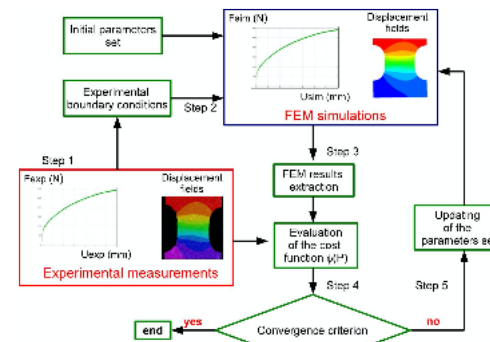 Initial parameters
set
Fsim (N)
Displacement
fields
Usim (mm)
FEM simulations
Experimental
boundary conditions
Step 2
Step 1
Step 3
Fexp (N)
Displacement
fields
Uexp (mm)
Experimental measurements
FEM results
extraction
Evaluation
of the cost
function
Updating
of the
parameters set
Step 4
Step 5
Convergence criterion
yes
no
end